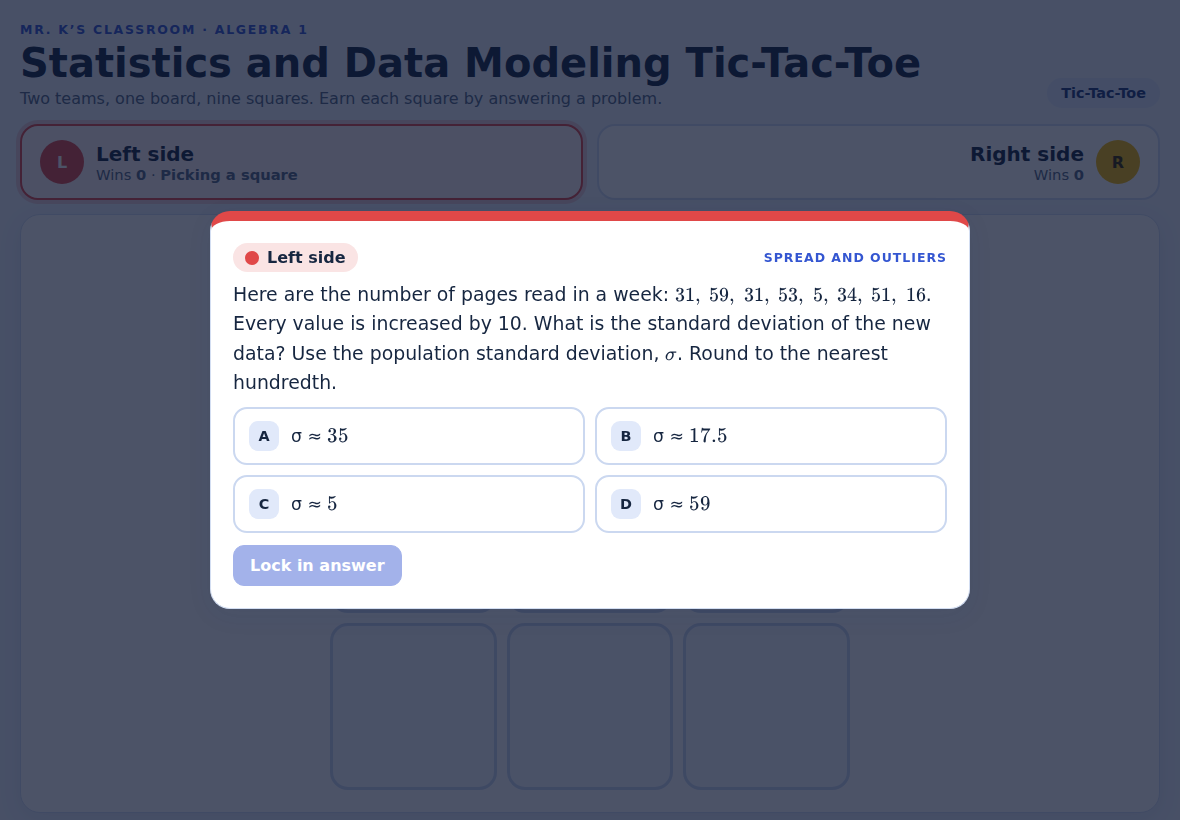 MR. K'S CLASSROOM · ALGEBRA 1
Statistics and Data Modeling Tic-Tac-Toe
Two teams, one board, nine squares. Earn each square by answering a problem.
Tic-Tac-Toe
L
Left side
Wins 0 · Picking a square
Right side
Wins 0
R
Left side
SPREAD AND OUTLIERS
Here are the number of pages read in a week: 31, 59, 31, 53, 5, 34, 51, 16.
Every value is increased by 10. What is the standard deviation of the new
data? Use the population standard deviation, σ. Round to the nearest
hundredth.
A σ ≈ 35
B σ ≈ 17.5
C σ ≈ 5
D σ ≈ 59
Lock in answer